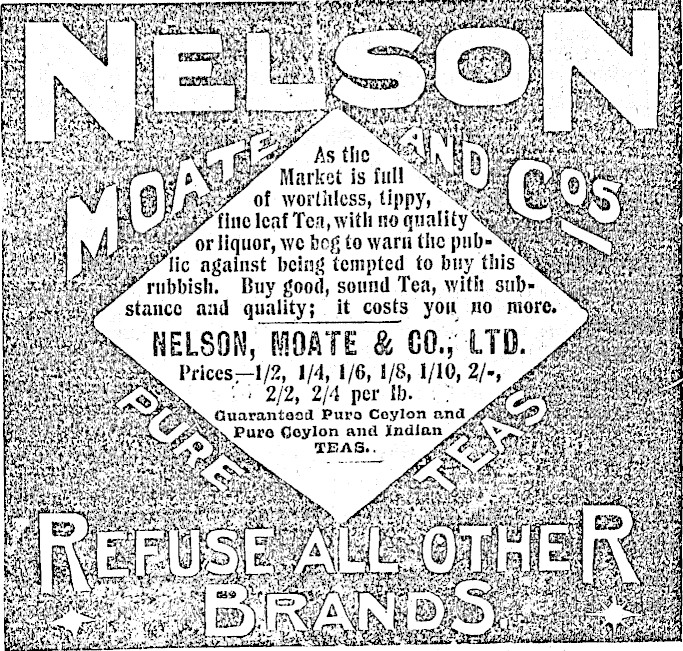 NELSON
MOATE AND COS
As the
Market is full
of worthless, tippy,
fine leaf Tea, with no quality
or liquor, we beg to warn the pub-
lic against being tempted to buy this
rubbish. Buy good, sound Tea, with sub-
stance and quality; it costs you no more.
NELSON, MOATE & CO., LTD.
Prices—1/2, 1/4, 1/6, 1/8, 1/10, 2/-,
2/2, 2/4 per lb.
Guaranteed Pure Ceylon and
Pure Ceylon and Indian
TEAS.
PURE TEAS
REFUSE ALL OTHER
BRANDS